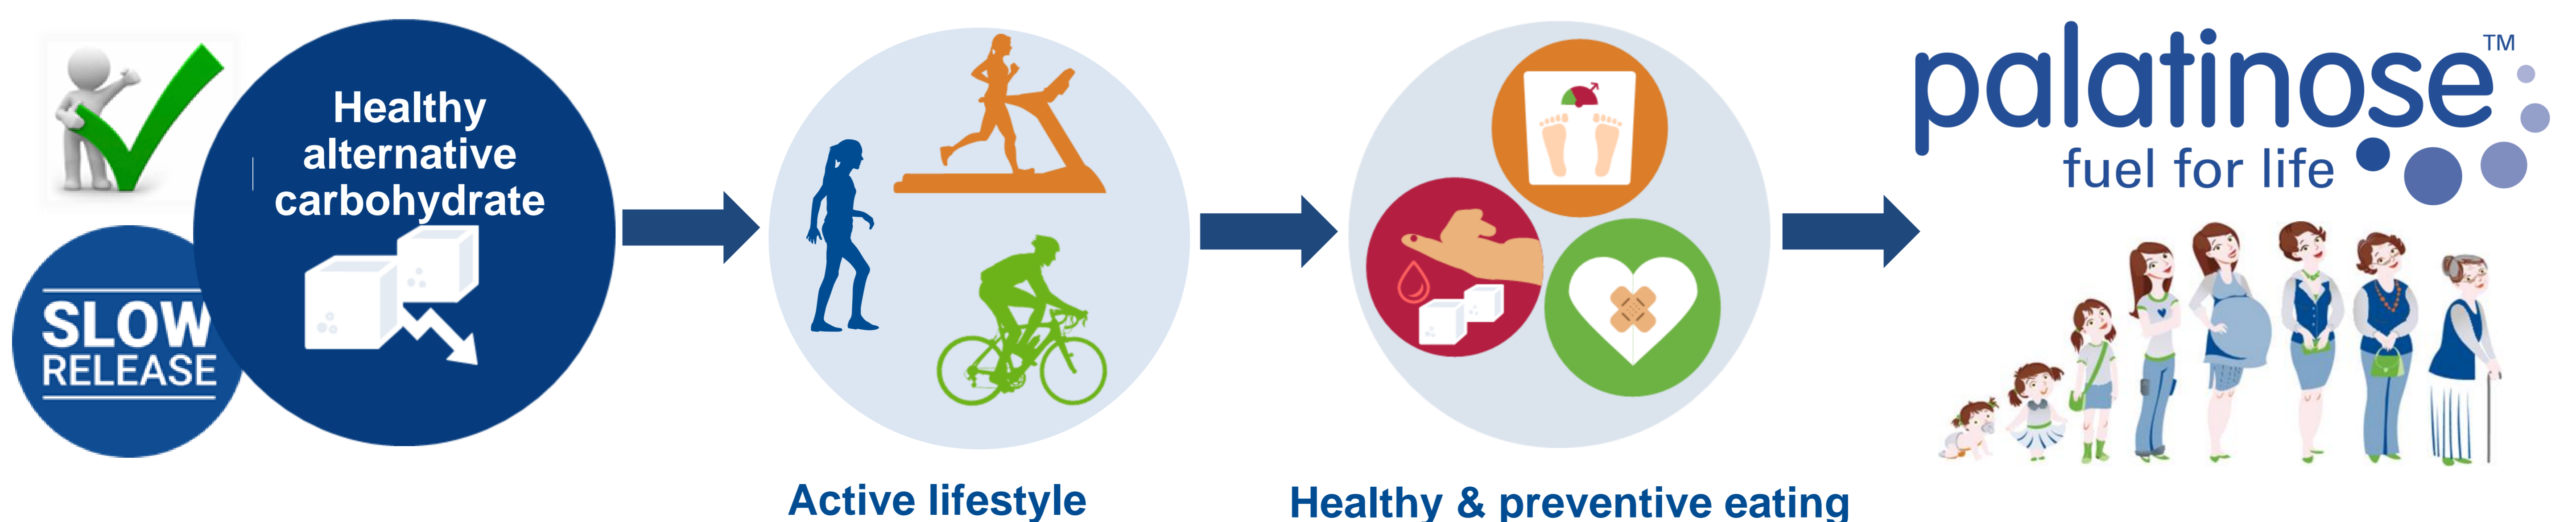 Healthy
alternative
carbohydrate
SLOW
RELEASE
Active lifestyle
Healthy & preventive eating
palatinose™
fuel for life